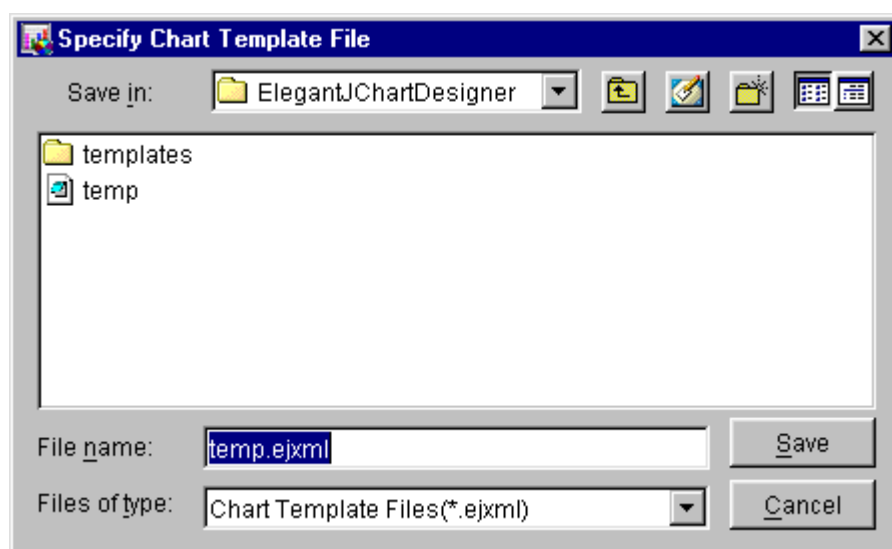 Specify Chart Template File
Save in: ElegantJChartDesigner
templates
temp
File name: temp.ejxml Save
Files of type: Chart Template Files(*.ejxml) Cancel